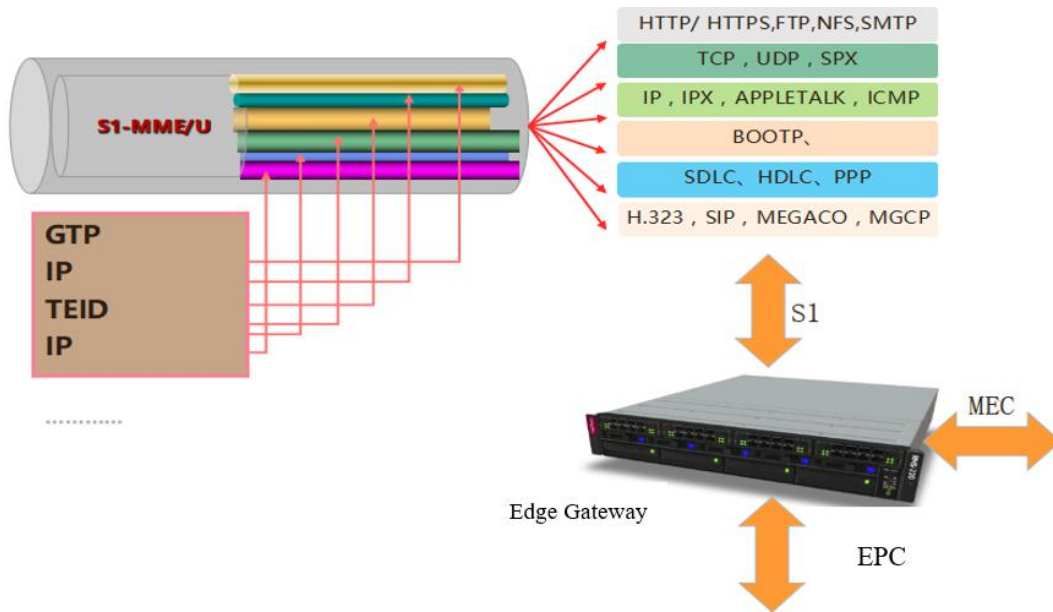 HTTP/ HTTPS,FTP,NFS,SMTP
TCP , UDP , SPX
IP , IPX , APPLETALK , ICMP
BOOTP、
SDLC、HDLC、PPP
H.323 , SIP , MEGACO , MGCP
S1-MME/U
GTP
IP
TEID
IP
…………
S1
MEC
Edge Gateway
EPC